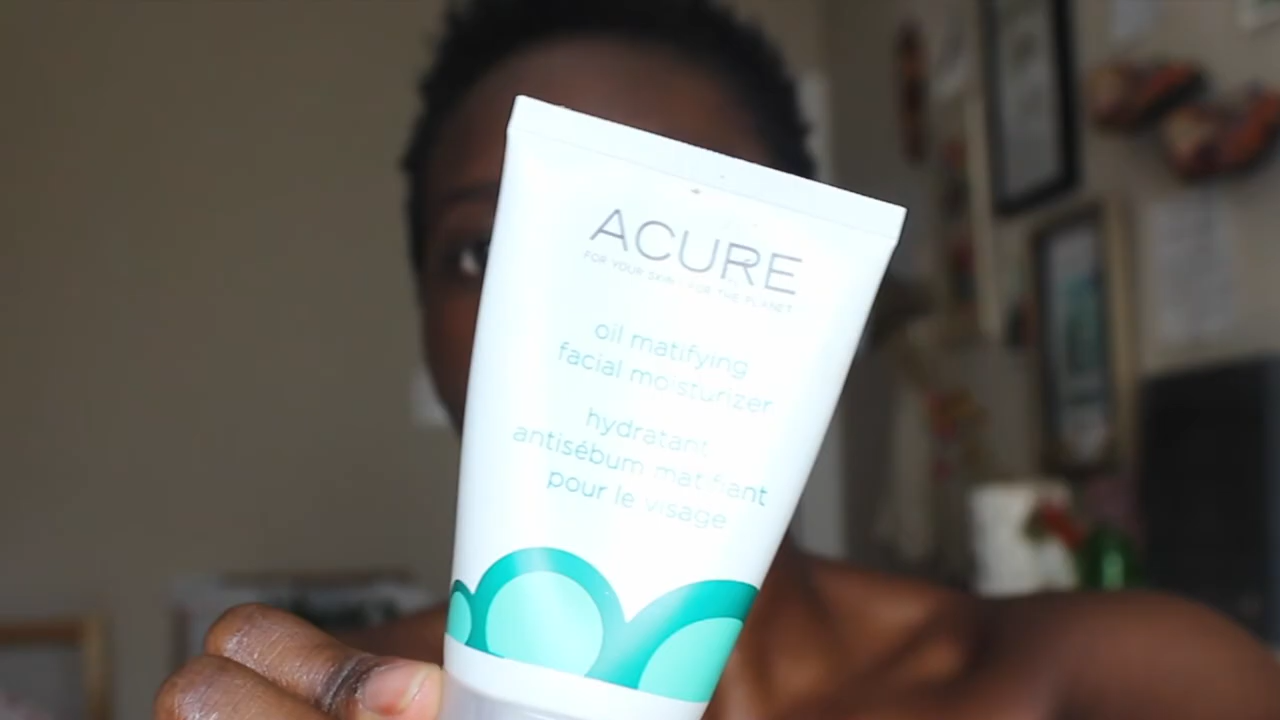 ACURE
FOR YOUR SKIN. FOR THE PLANET.
oil matifying
facial moisturizer
hydratant
antisébum matifiant
pour le visage